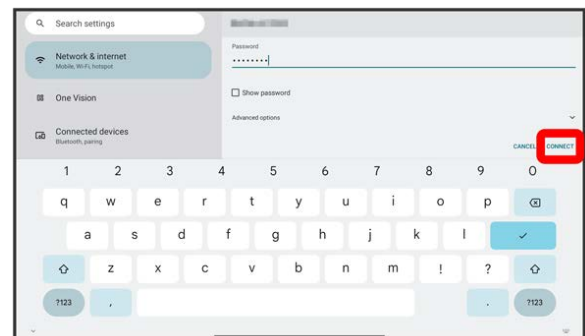 Search settings
Network & internet
Mobile, Wi-Fi, hotspot
One Vision
Connected devices
Bluetooth, pairing
Password
••••••••
Show password
Advanced options
CANCEL CONNECT
1 2 3 4 5 6 7 8 9 0
q w e r t y u i o p
a s d f g h j k l
z x c v b n m ! ?
?123 , . ?123